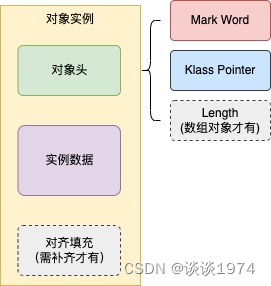 对象实例
对象头
Mark Word
Klass Pointer
Length
(数组对象才有)
实例数据
对齐填充
(需补齐才有)
CSDN @谈谈1974